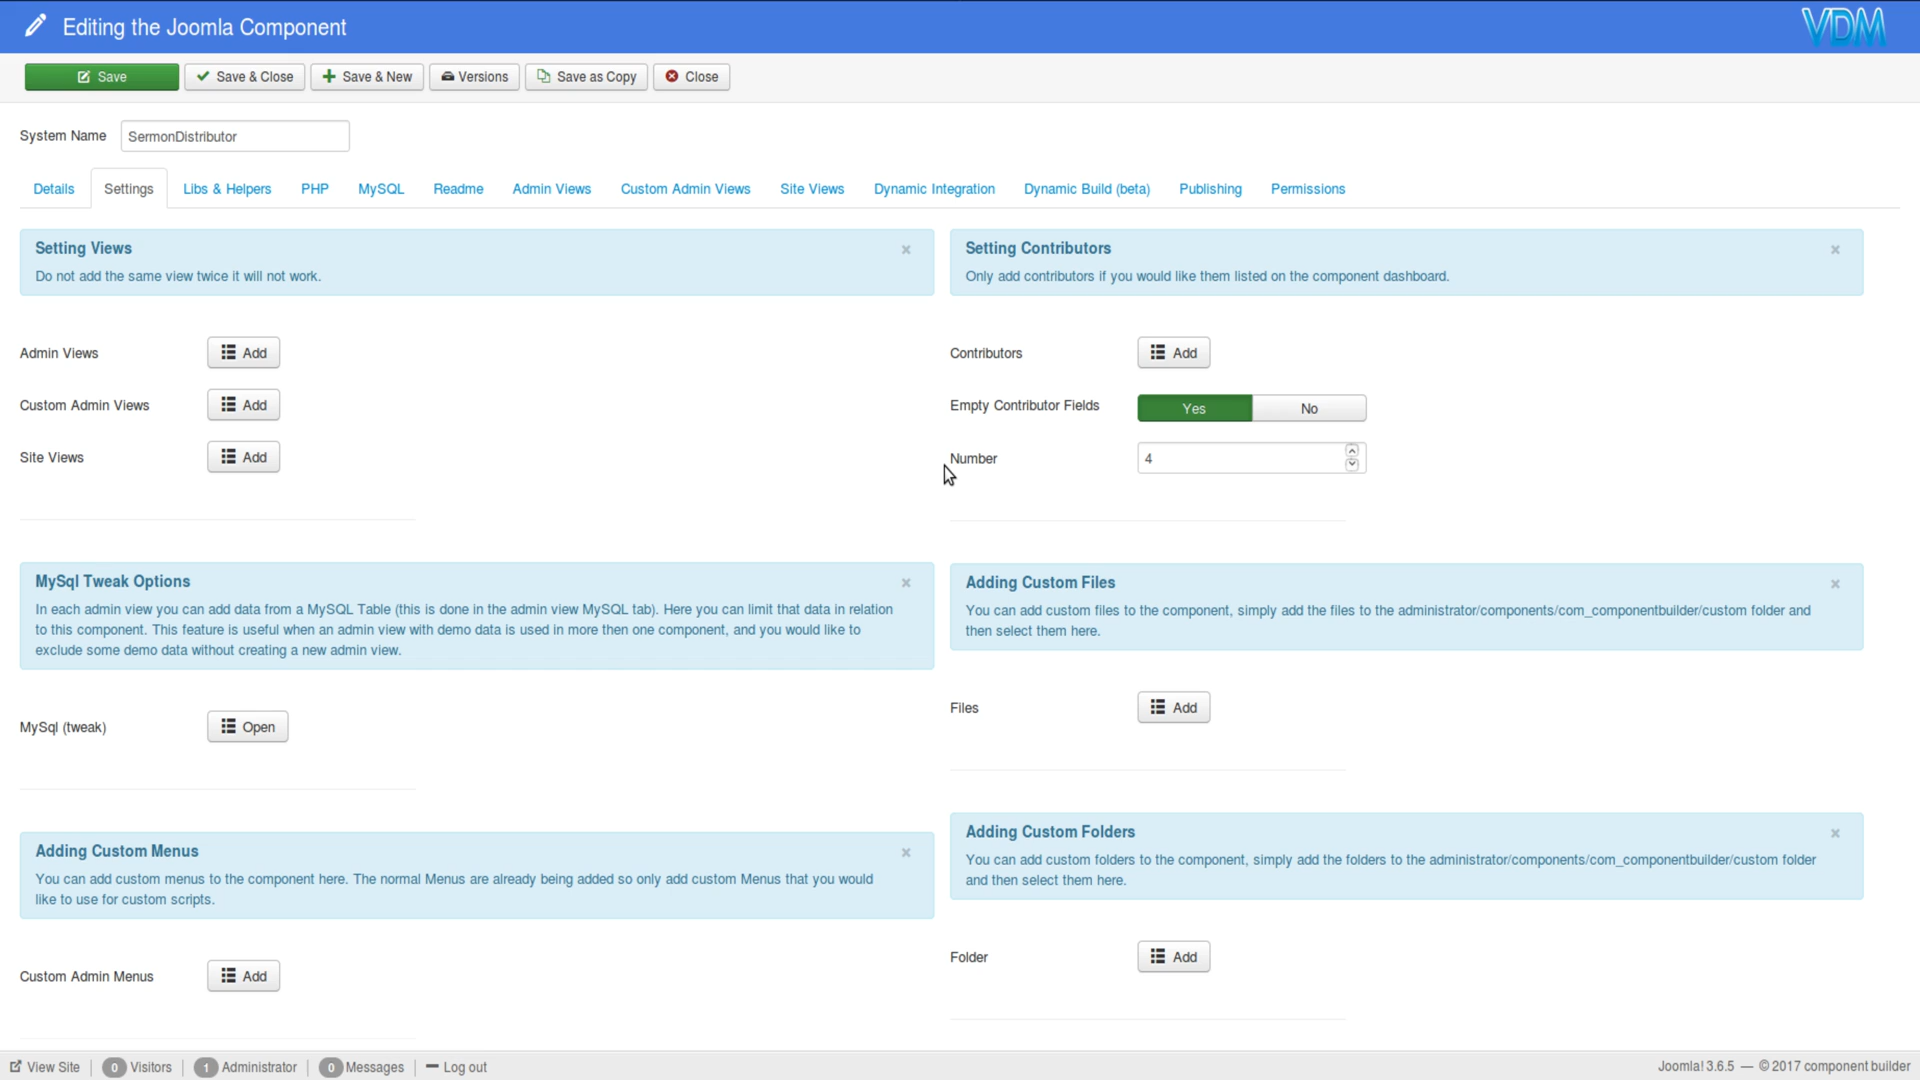 Editing the Joomla Component
VDM
Save
Save & Close
Save & New
Versions
Save as Copy
Close
System Name
SermonDistributor
Details
Settings
Libs & Helpers
PHP
MySQL
Readme
Admin Views
Custom Admin Views
Site Views
Dynamic Integration
Dynamic Build (beta)
Publishing
Permissions
Setting Views
×
Do not add the same view twice it will not work.
Admin Views
Add
Custom Admin Views
Add
Site Views
Add
MySql Tweak Options
×
In each admin view you can add data from a MySQL Table (this is done in the admin view MySQL tab). Here you can limit that data in relation
to this component. This feature is useful when an admin view with demo data is used in more then one component, and you would like to
exclude some demo data without creating a new admin view.
MySql (tweak)
Open
Adding Custom Menus
×
You can add custom menus to the component here. The normal Menus are already being added so only add custom Menus that you would
like to use for custom scripts.
Custom Admin Menus
Add
Setting Contributors
×
Only add contributors if you would like them listed on the component dashboard.
Contributors
Add
Empty Contributor Fields
Yes
No
Number
4
Adding Custom Files
×
You can add custom files to the component, simply add the files to the administrator/components/com_componentbuilder/custom folder and
then select them here.
Files
Add
Adding Custom Folders
×
You can add custom folders to the component, simply add the folders to the administrator/components/com_componentbuilder/custom folder
and then select them here.
Folder
Add
View Site
0 Visitors
1 Administrator
0 Messages
Log out
Joomla! 3.6.5 — © 2017 component builder